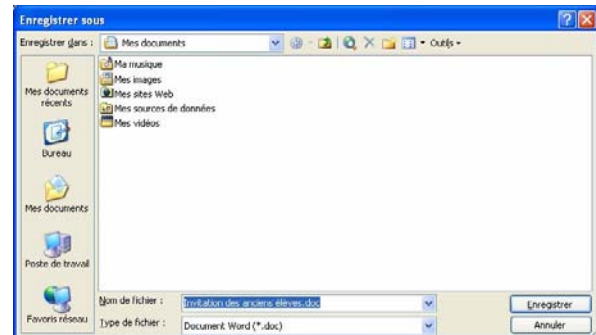 Enregistrer sous
Enregistrer dans :
Mes documents
Outils
Ma musique
Mes images
Mes sites Web
Mes sources de données
Mes vidéos
Mes documents
récents
Bureau
Mes documents
Poste de travail
Favoris réseau
Nom de fichier :
Invitation des anciens élèves.doc
Enregistrer
Type de fichier :
Document Word (*.doc)
Annuler